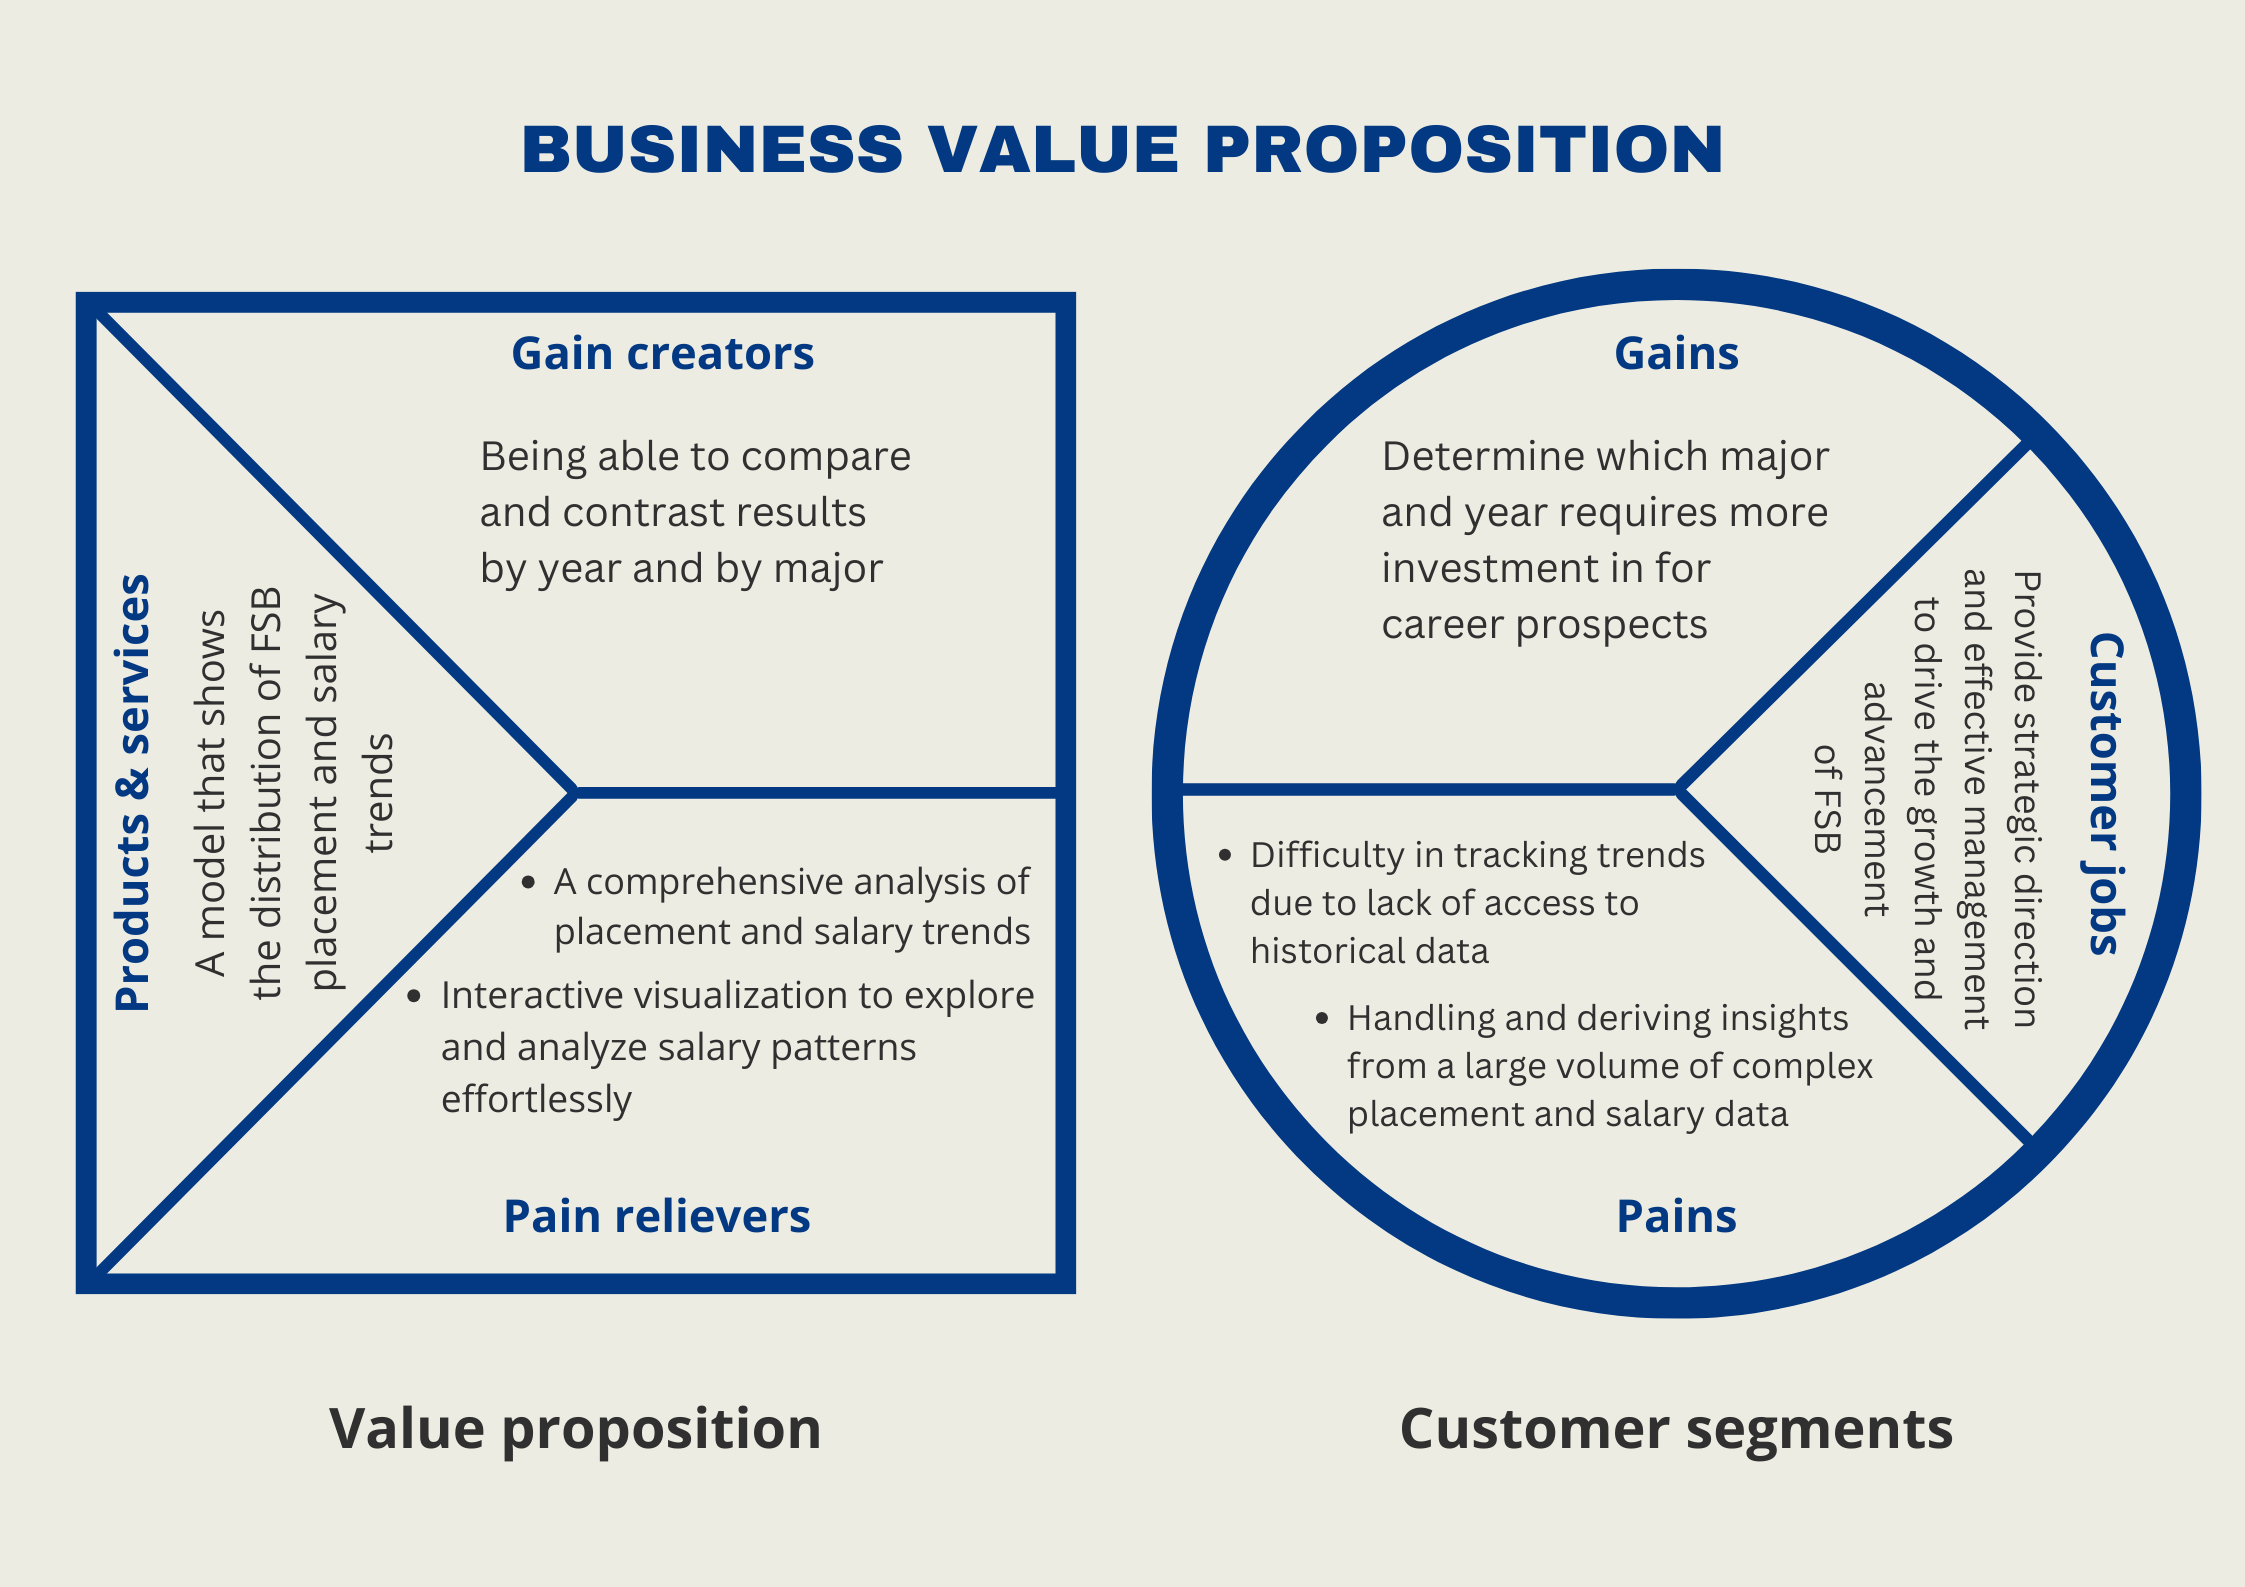 BUSINESS VALUE PROPOSITION
Products & services
A model that shows
the distribution of FSB
placement and salary
trends
Gain creators
Being able to compare
and contrast results
by year and by major
• A comprehensive analysis of
placement and salary trends
• Interactive visualization to explore
and analyze salary patterns
effortlessly
Pain relievers
Value proposition
Gains
Determine which major
and year requires more
investment in for
career prospects
Customer jobs
Provide strategic direction
and effective management
to drive the growth and
advancement
of FSB
• Difficulty in tracking trends
due to lack of access to
historical data
• Handling and deriving insights
from a large volume of complex
placement and salary data
Pains
Customer segments